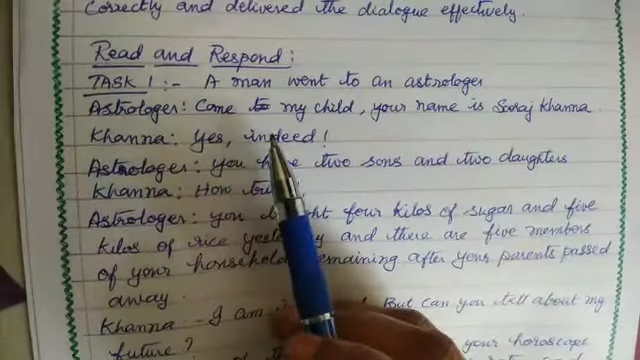 correctly and delivered the dialogue effectively.
Read and Respond:
TASK 1:- A man went to an astrologer
Astrologer: Come to my child, your name is Sooraj Khanna.
Khanna: Yes, indeed!
Astrologer: You have two sons and two daughters
Khanna: How
Astrologer: You four kilos of sugar and five
kilos of rice yesterday and there are five members
of your household remaining after your parents passed
away.
Khanna - I am But can you tell about my
future?
your horoscope